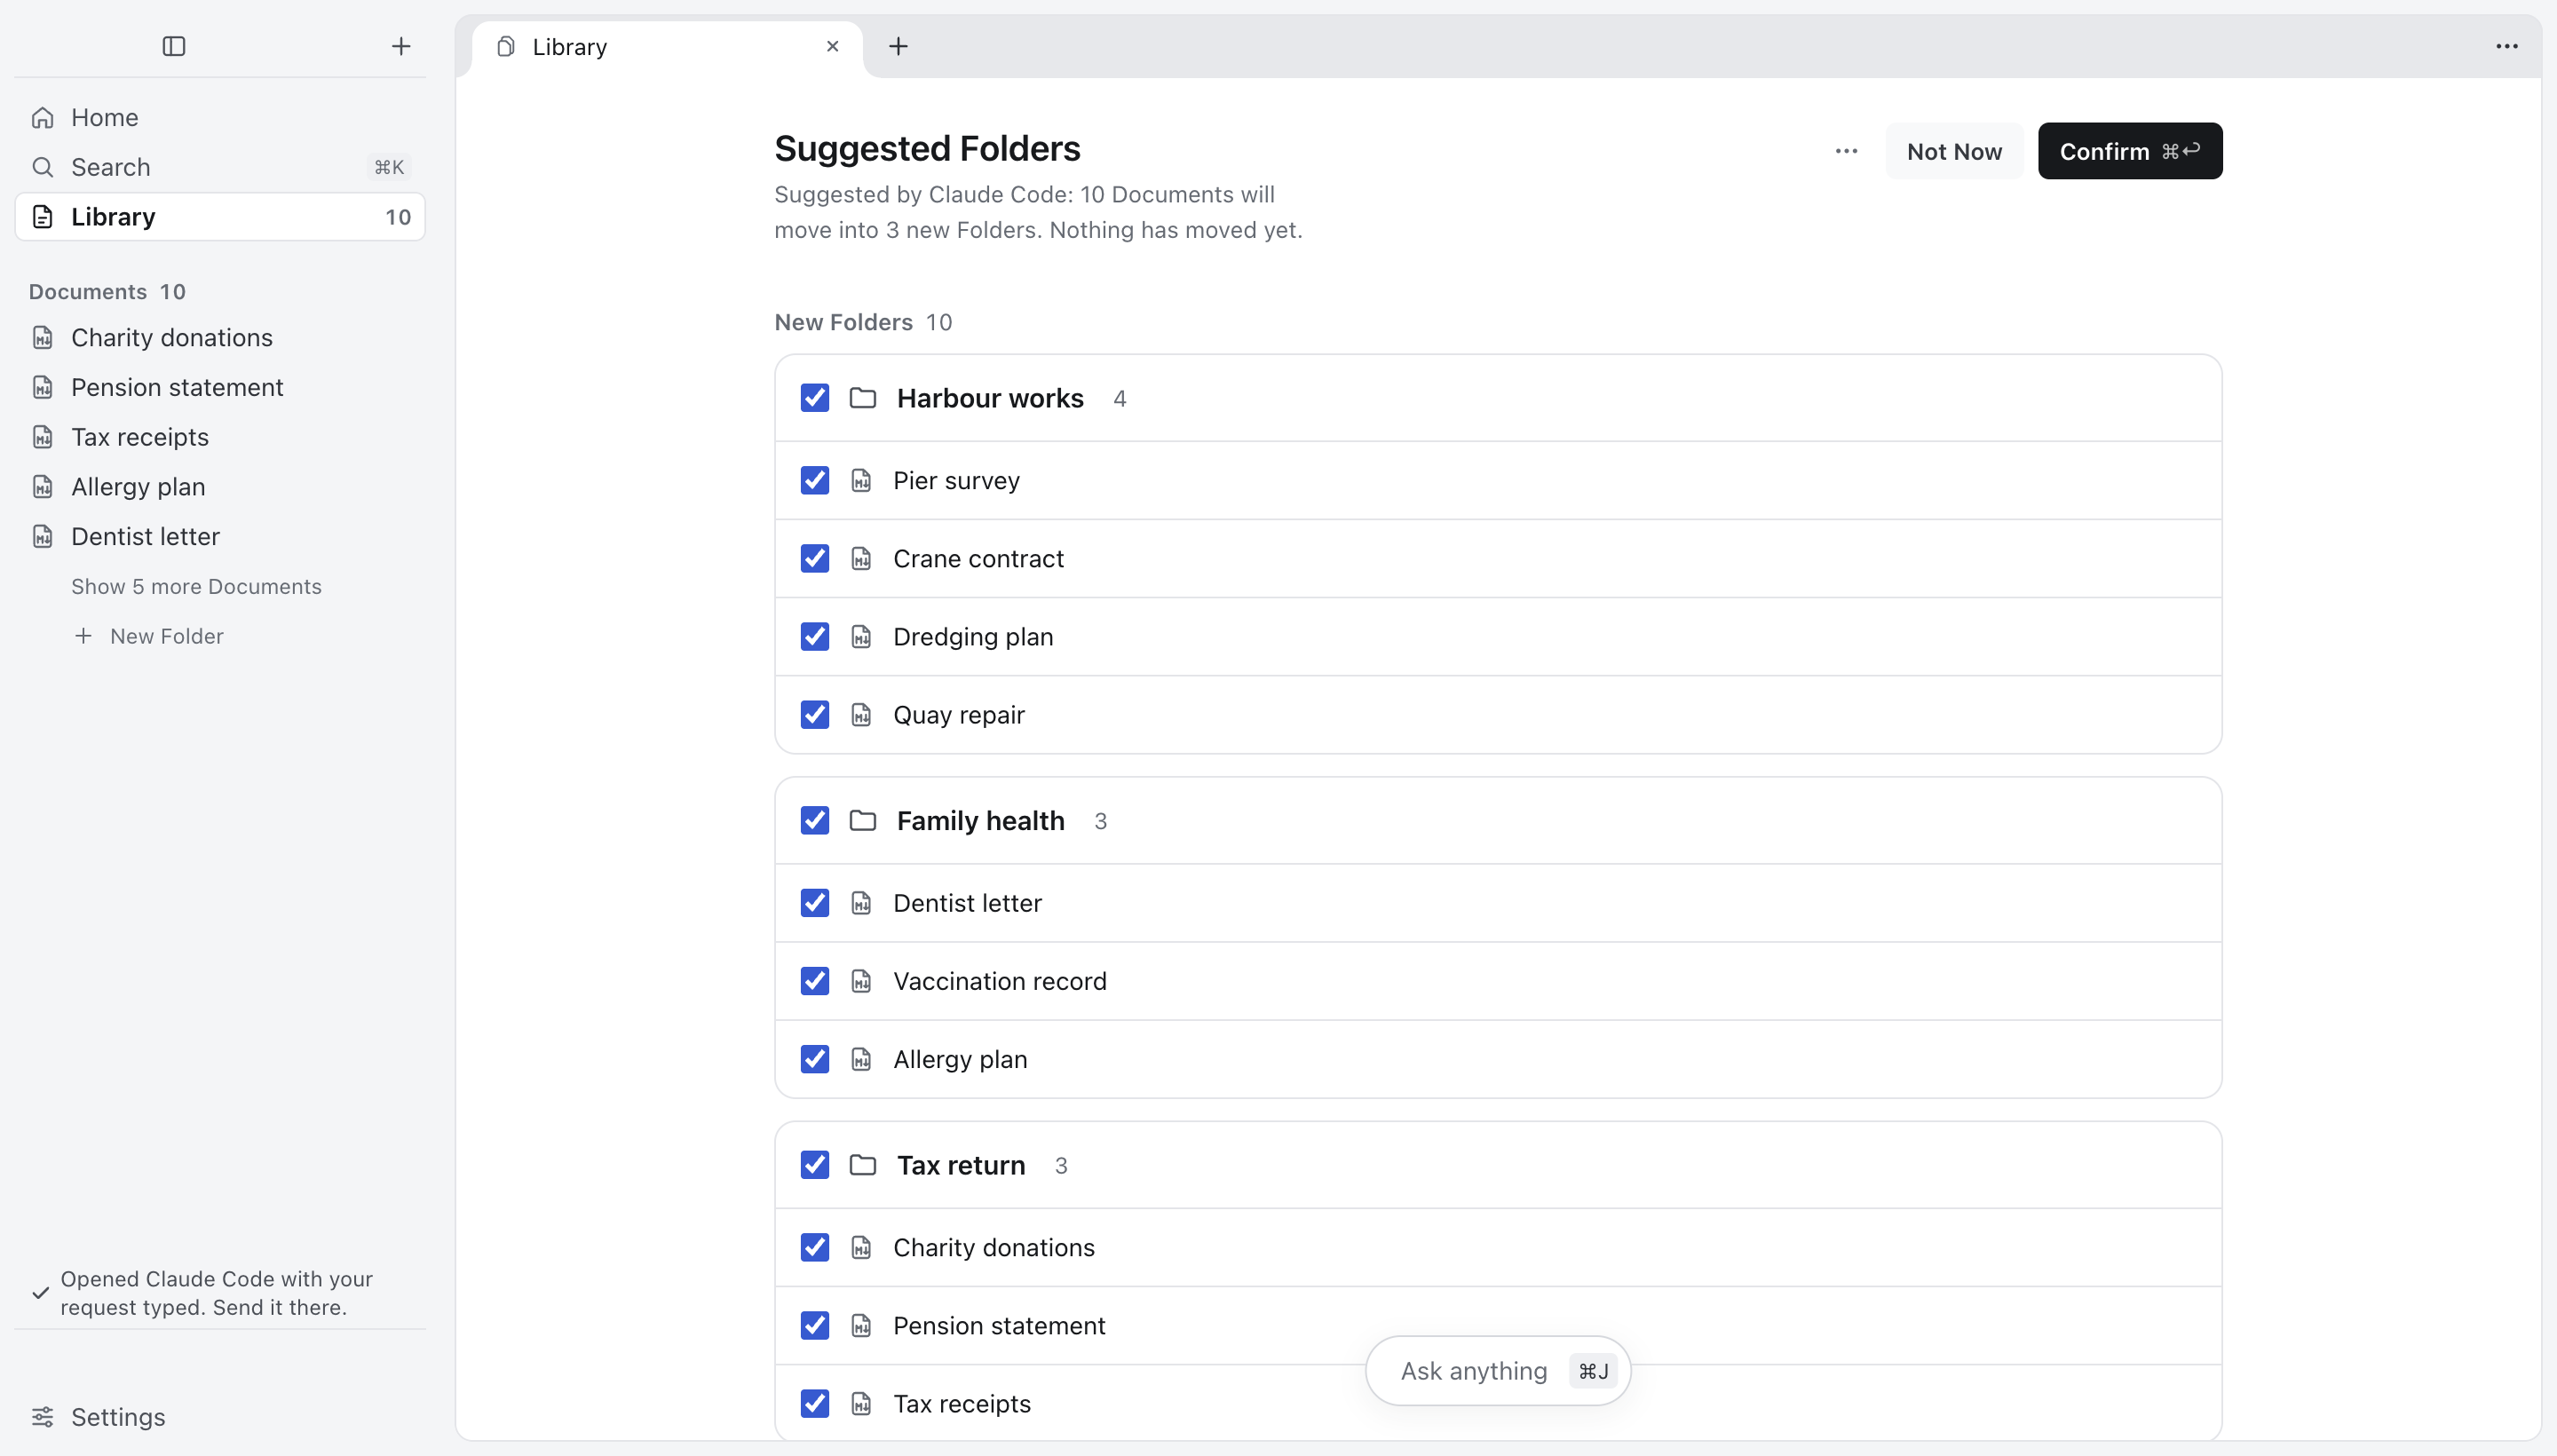 Home
Search ⌘K
Library 10
Documents 10
Charity donations
Pension statement
Tax receipts
Allergy plan
Dentist letter
Show 5 more Documents
New Folder
Opened Claude Code with your
request typed. Send it there.
Settings
Library
Suggested Folders
Not Now
Confirm ⌘↩
Suggested by Claude Code: 10 Documents will
move into 3 new Folders. Nothing has moved yet.
New Folders 10
Harbour works 4
Pier survey
Crane contract
Dredging plan
Quay repair
Family health 3
Dentist letter
Vaccination record
Allergy plan
Tax return 3
Charity donations
Pension statement
Tax receipts
Ask anything ⌘J